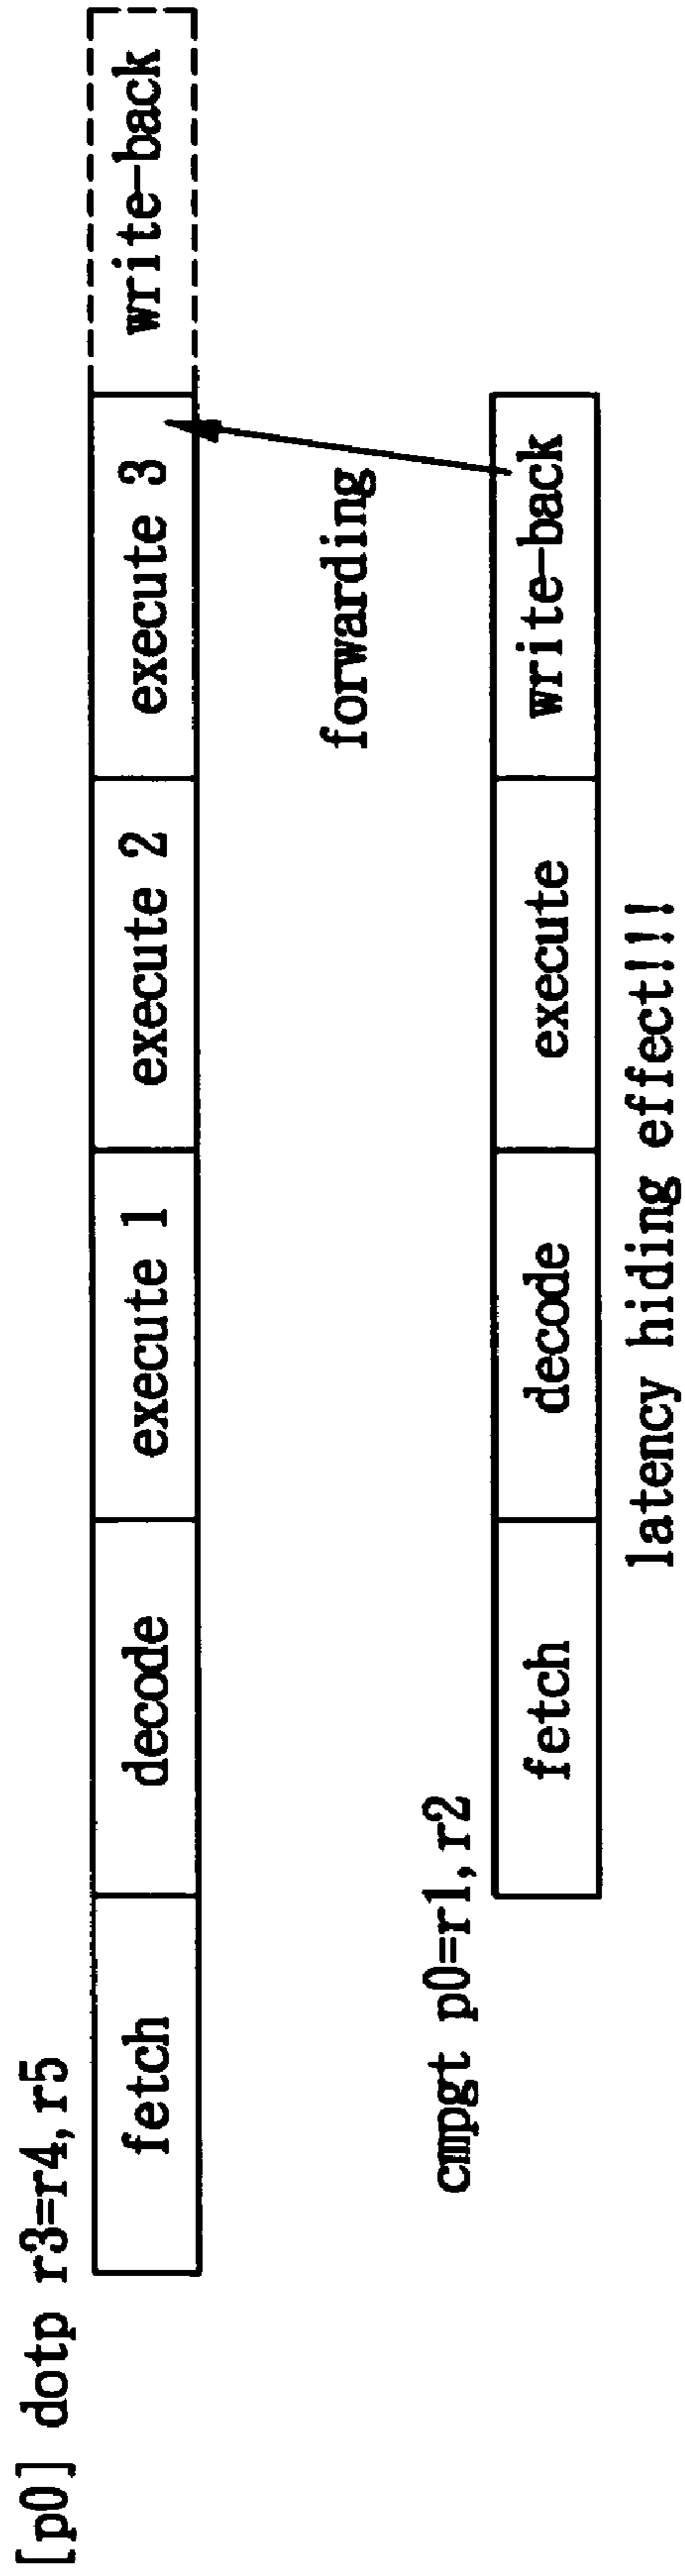 [p0] dotp r3=r4,r5
fetch
decode
execute 1
execute 2
execute 3
write-back
forwarding
cmpgt p0=r1,r2
fetch
decode
execute
write-back
latency hiding effect!!!